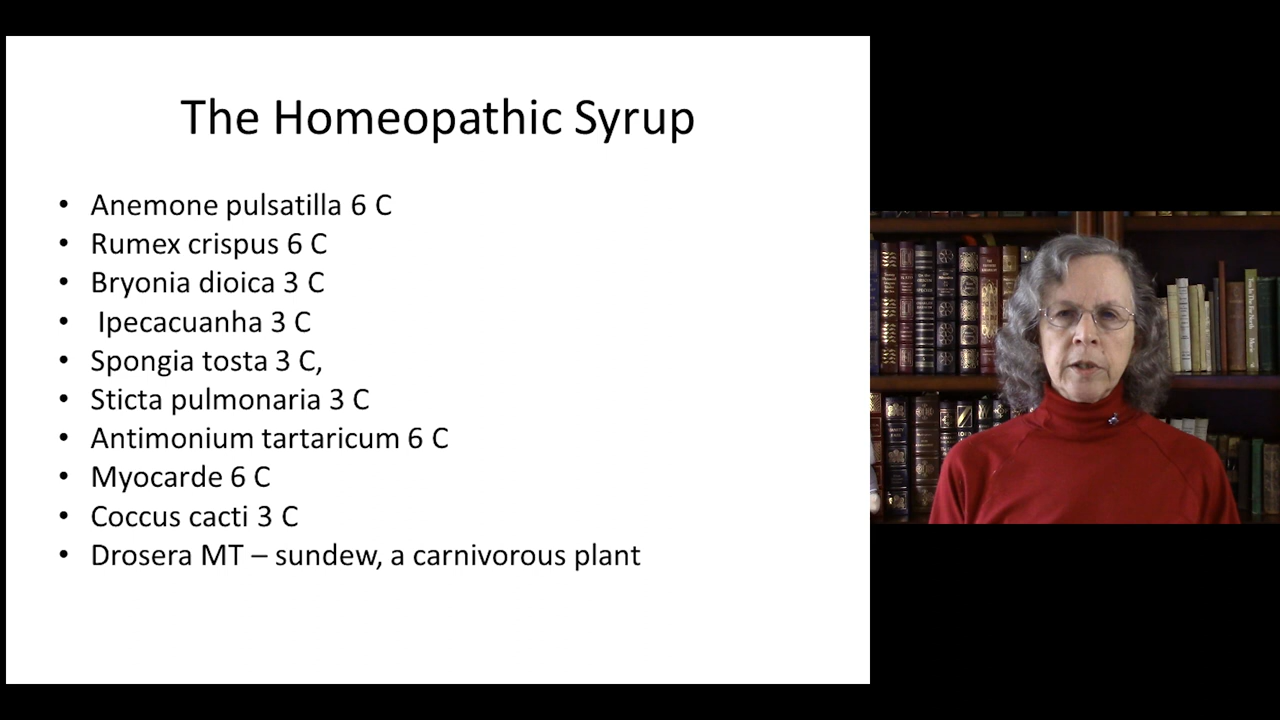 The Homeopathic Syrup
• Anemone pulsatilla 6 C
• Rumex crispus 6 C
• Bryonia dioica 3 C
• Ipecacuanha 3 C
• Spongia tosta 3 C,
• Sticta pulmonaria 3 C
• Antimonium tartaricum 6 C
• Myocarde 6 C
• Coccus cacti 3 C
• Drosera MT – sundew, a carnivorous plant